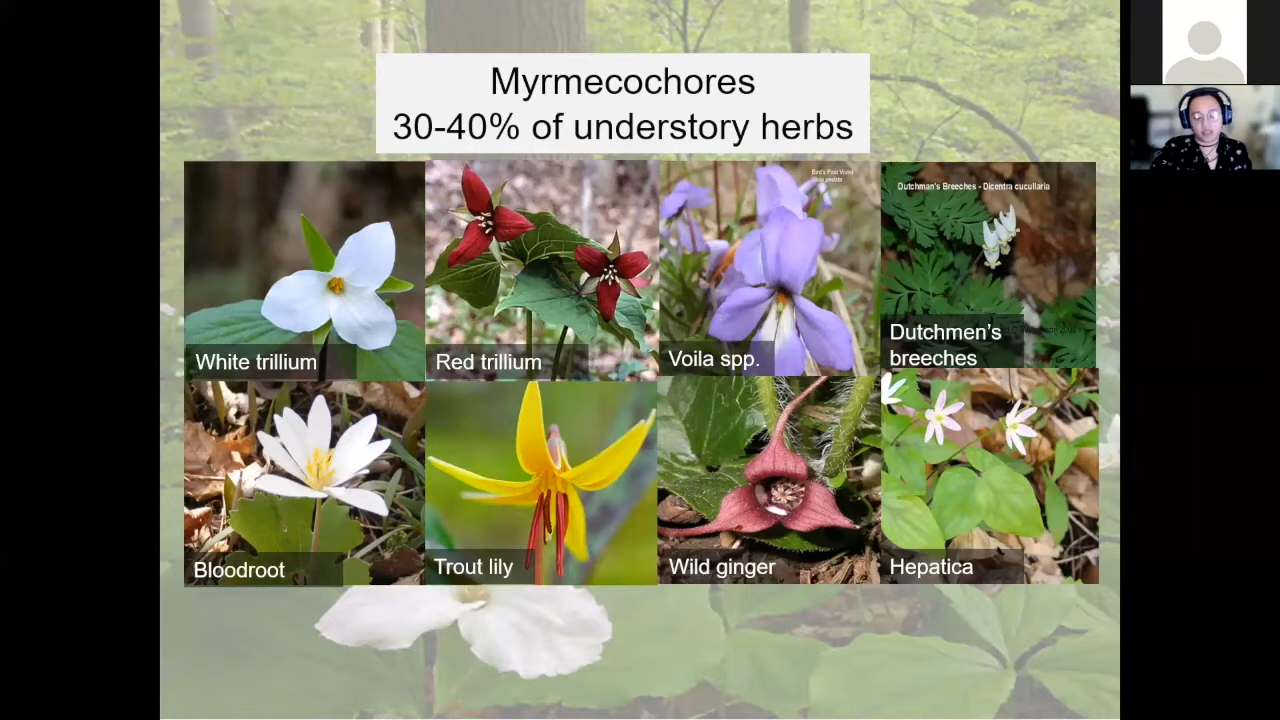 Myrmecochores
30-40% of understory herbs
Bird's Foot Violet
Viola pedata
Dutchman's Breeches - Dicentra cucullaria
White trillium
Red trillium
Voila spp.
Dutchmen's
breeches
Bloodroot
Trout lily
Wild ginger
Hepatica